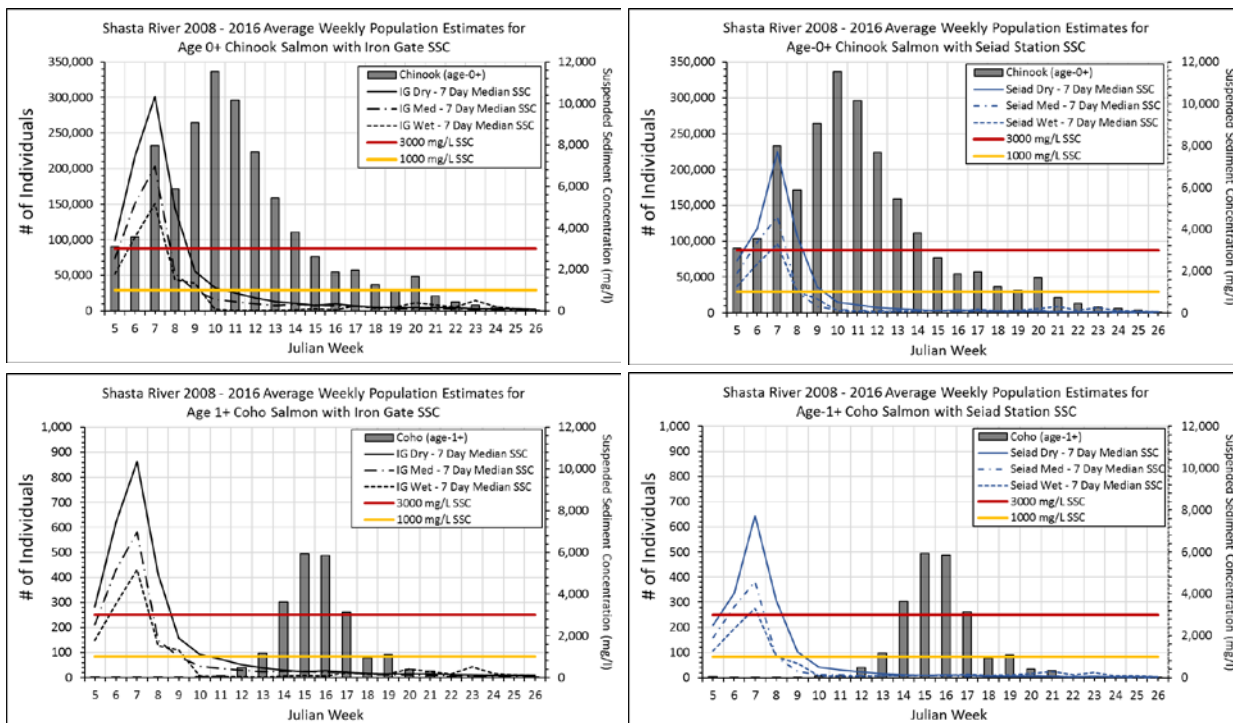 Shasta River 2008 - 2016 Average Weekly Population Estimates for
Age 0+ Chinook Salmon with Iron Gate SSC
350,000
300,000
250,000
200,000
150,000
100,000
50,000
0
# of Individuals
Chinook (age-0+)
IG Dry - 7 Day Median SSC
IG Med - 7 Day Median SSC
IG Wet - 7 Day Median SSC
3000 mg/L SSC
1000 mg/L SSC
12,000
10,000
8,000
6,000
4,000
2,000
0
Suspended Sediment Concentration (mg/l)
5 6 7 8 9 10 11 12 13 14 15 16 17 18 19 20 21 22 23 24 25 26
Julian Week
Shasta River 2008 - 2016 Average Weekly Population Estimates for
Age-0+ Chinook Salmon with Seiad Station SSC
350,000
300,000
250,000
200,000
150,000
100,000
50,000
0
# of Individuals
Chinook (age-0+)
Seiad Dry - 7 Day Median SSC
Seiad Med - 7 Day Median SSC
Seiad Wet - 7 Day Median SSC
3000 mg/L SSC
1000 mg/L SSC
12,000
10,000
8,000
6,000
4,000
2,000
0
Suspended Sediment Concentration (mg/l)
5 6 7 8 9 10 11 12 13 14 15 16 17 18 19 20 21 22 23 24 25 26
Julian Week
Shasta River 2008 - 2016 Average Weekly Population Estimates for
Age 1+ Coho Salmon with Iron Gate SSC
1,000
900
800
700
600
500
400
300
200
100
0
# of Individuals
Coho (age-1+)
IG Dry - 7 Day Median SSC
IG Med - 7 Day Median SSC
IG Wet - 7 Day Median SSC
3000 mg/L SSC
1000 mg/L SSC
12,000
10,000
8,000
6,000
4,000
2,000
0
Suspended Sediment Concentration (mg/l)
5 6 7 8 9 10 11 12 13 14 15 16 17 18 19 20 21 22 23 24 25 26
Julian Week
Shasta River 2008 - 2016 Average Weekly Population Estimates for
Age-1+ Coho Salmon with Seiad Station SSC
1,000
900
800
700
600
500
400
300
200
100
0
# of Individuals
Coho (age-1+)
Seiad Dry - 7 Day Median SSC
Seiad Med - 7 Day Median SSC
Seiad Wet - 7 Day Median SSC
3000 mg/L SSC
1000 mg/L SSC
12,000
10,000
8,000
6,000
4,000
2,000
0
Suspended Sediment Concentration (mg/l)
5 6 7 8 9 10 11 12 13 14 15 16 17 18 19 20 21 22 23 24 25 26
Julian Week